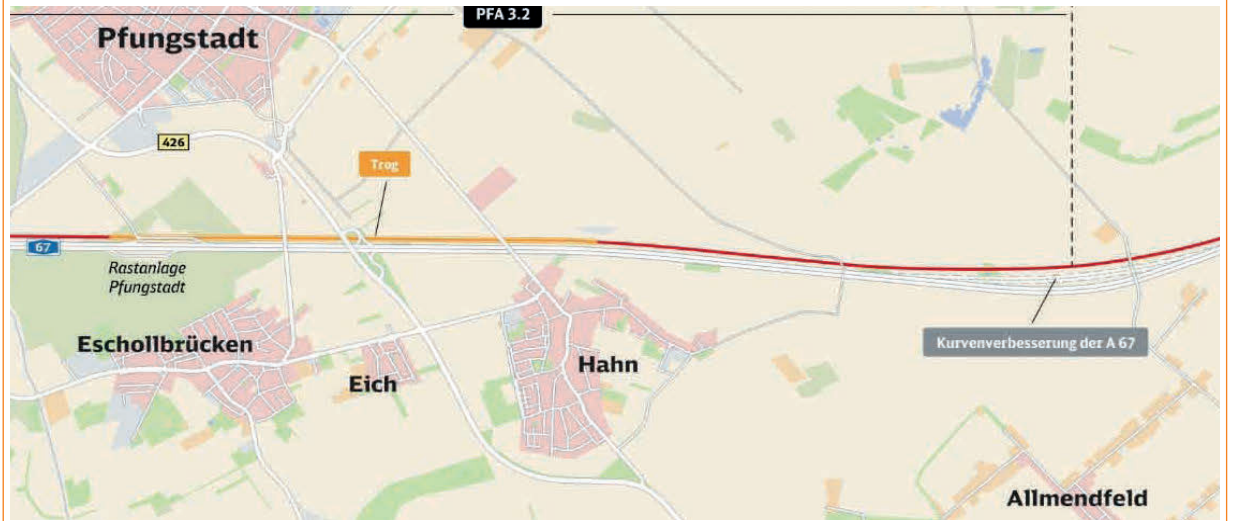 PFA 3.2
Pfungstadt
426
Trog
67
Rastanlage
Pfungstadt
Eschollbrücken
Eich
Hahn
Kurvenverbesserung der A 67
Allmendfeld